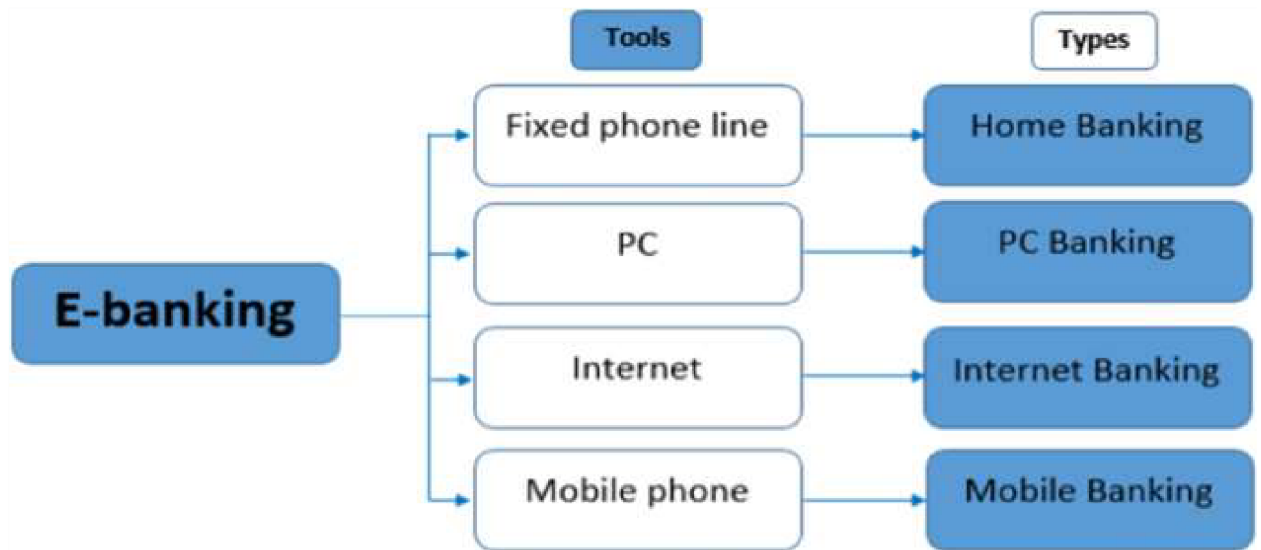 Tools
Types
Fixed phone line
Home Banking
PC
PC Banking
E-banking
Internet
Internet Banking
Mobile phone
Mobile Banking